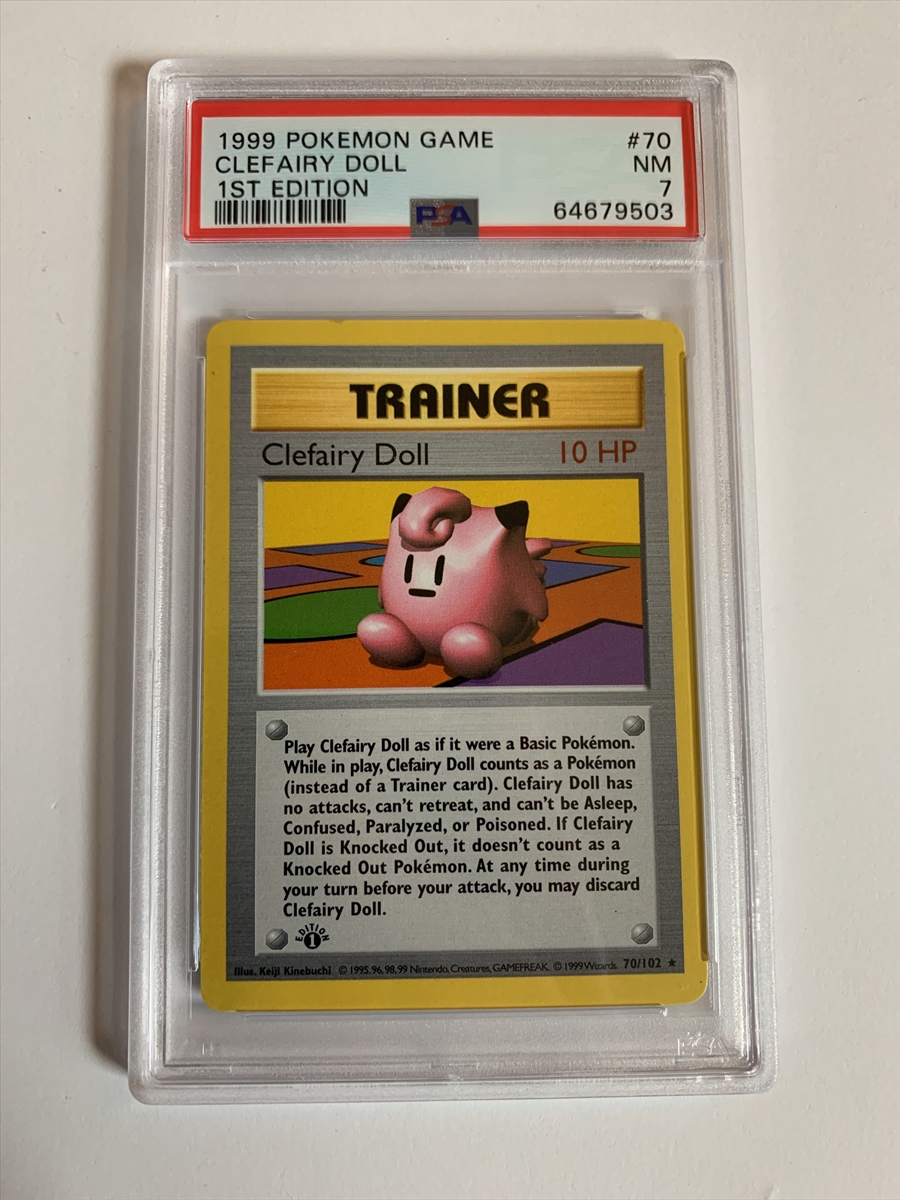 1999 POKEMON GAME #70
CLEFAIRY DOLL NM
1ST EDITION 7
PSA 64679503
TRAINER
Clefairy Doll 10 HP
Play Clefairy Doll as if it were a Basic Pokémon.
While in play, Clefairy Doll counts as a Pokémon
(instead of a Trainer card). Clefairy Doll has
no attacks, can't retreat, and can't be Asleep,
Confused, Paralyzed, or Poisoned. If Clefairy
Doll is Knocked Out, it doesn't count as a
Knocked Out Pokémon. At any time during
your turn before your attack, you may discard
Clefairy Doll.
EDITION
1
Illus. Keiji Kinebuchi © 1995, 96, 98, 99 Nintendo, Creatures, GAMEFREAK. © 1999 Wizards. 70/102 ★
PSA